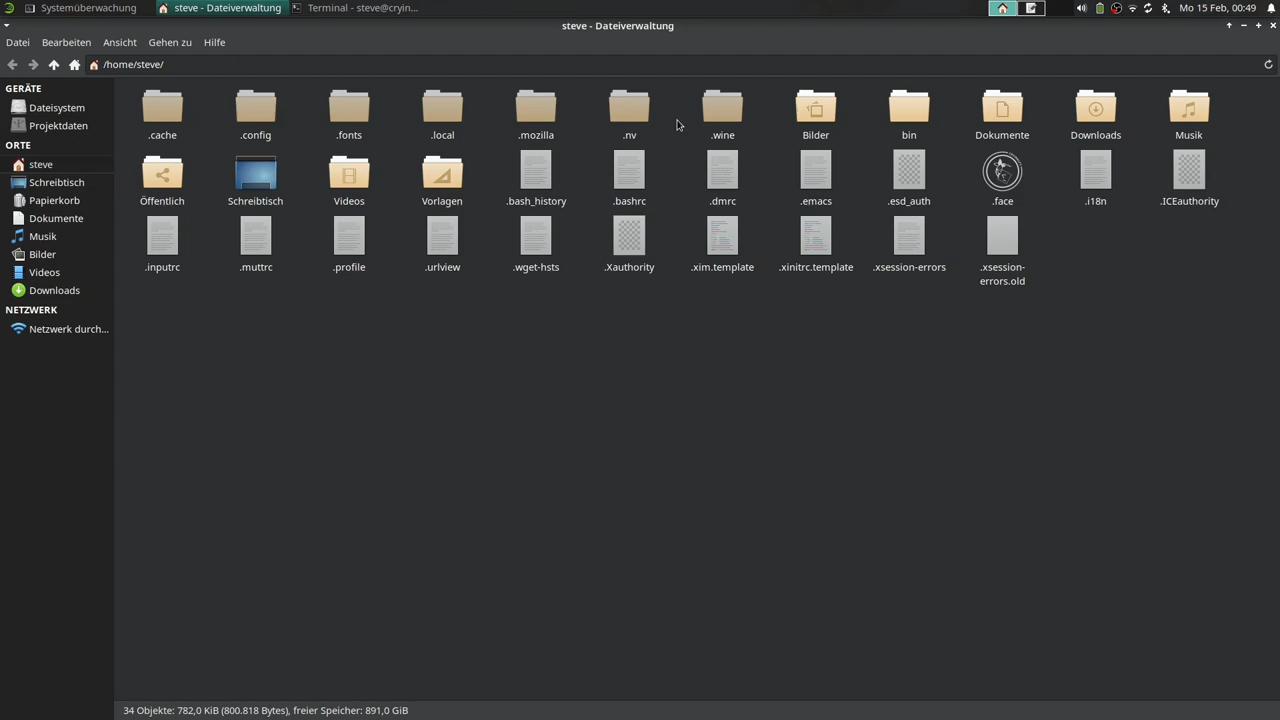 Systemüberwachung
steve - Dateiverwaltung
Terminal - steve@cryin...
Mo 15 Feb, 00:49
steve - Dateiverwaltung
Datei Bearbeiten Ansicht Gehen zu Hilfe
/home/steve/
GERÄTE
Dateisystem
Projektdaten
ORTE
steve
Schreibtisch
Papierkorb
Dokumente
Musik
Bilder
Videos
Downloads
NETZWERK
Netzwerk durch...
.cache .config .fonts .local .mozilla .nv .wine Bilder bin Dokumente Downloads Musik
Öffentlich Schreibtisch Videos Vorlagen .bash_history .bashrc .dmrc .emacs .esd_auth .face .i18n .ICEauthority
.inputrc .muttrc .profile .urlview .wget-hsts .Xauthority .xim.template .xinitrc.template .xsession-errors .xsession-
errors.old
34 Objekte: 782,0 KiB (800.818 Bytes), freier Speicher: 891,0 GiB